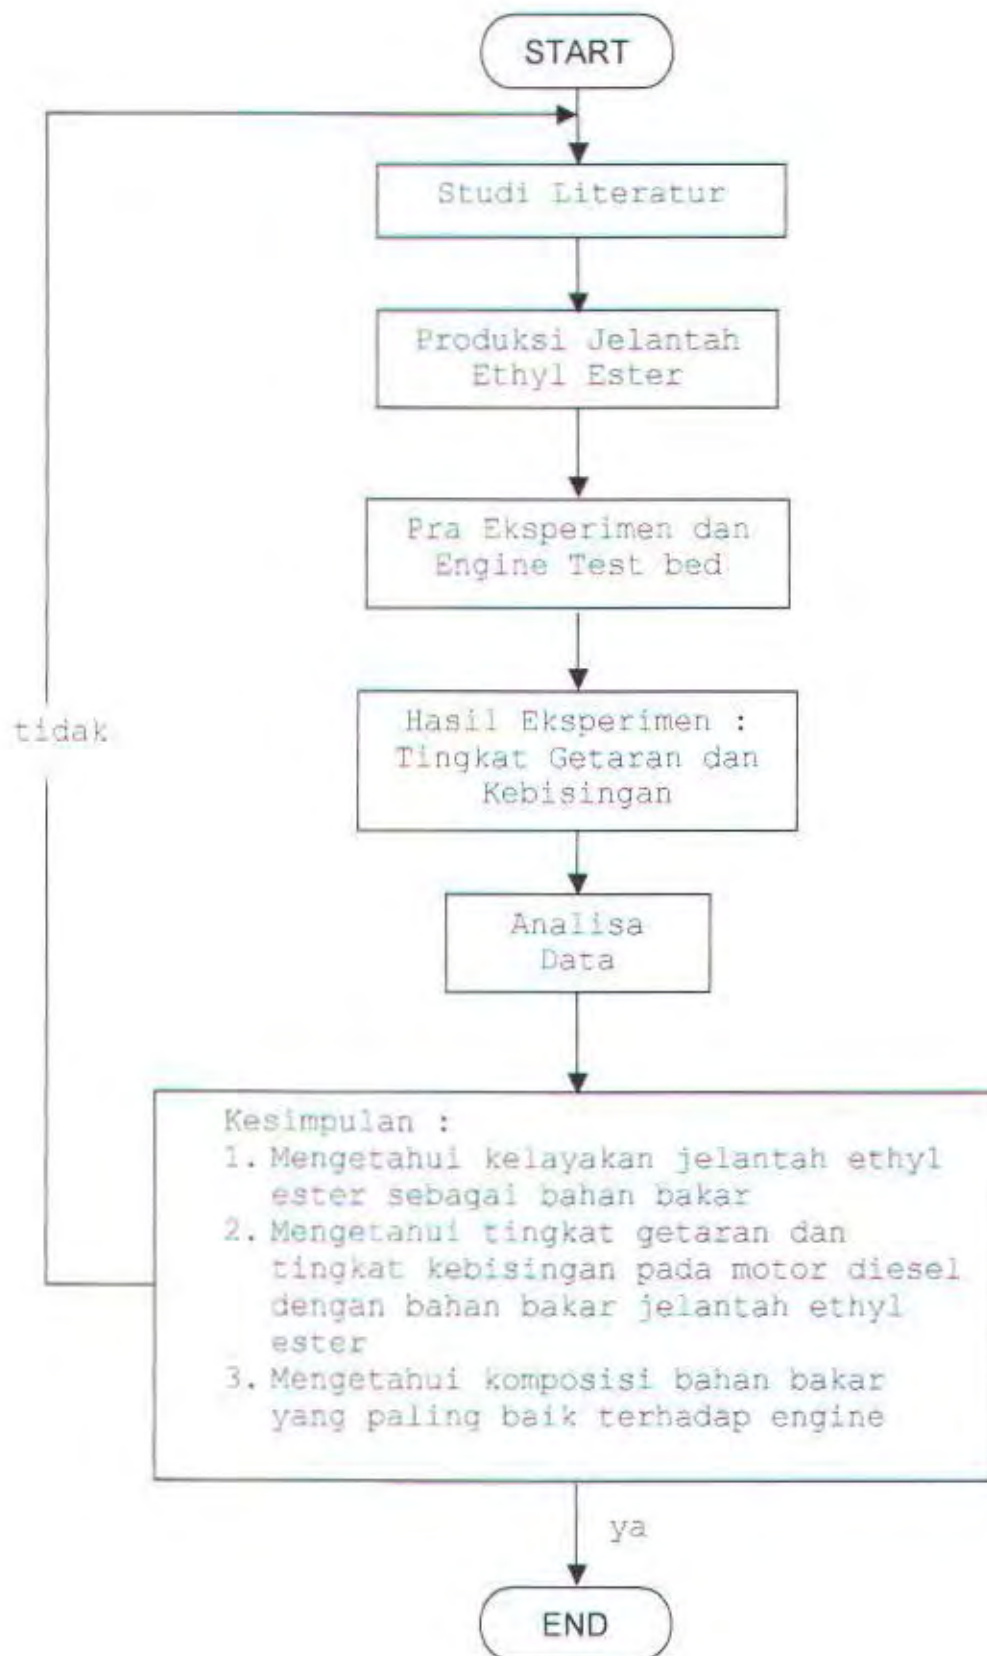 START
Studi Literatur
Produksi Jelantah
Ethyl Ester
Pra Eksperimen dan
Engine Test bed
Hasil Eksperimen :
Tingkat Getaran dan
Kebisingan
tidak
Analisa
Data
Kesimpulan :
1. Mengetahui kelayakan jelantah ethyl
ester sebagai bahan bakar
2. Mengetahui tingkat getaran dan
tingkat kebisingan pada motor diesel
dengan bahan bakar jelantah ethyl
ester
3. Mengetahui komposisi bahan bakar
yang paling baik terhadap engine
ya
END